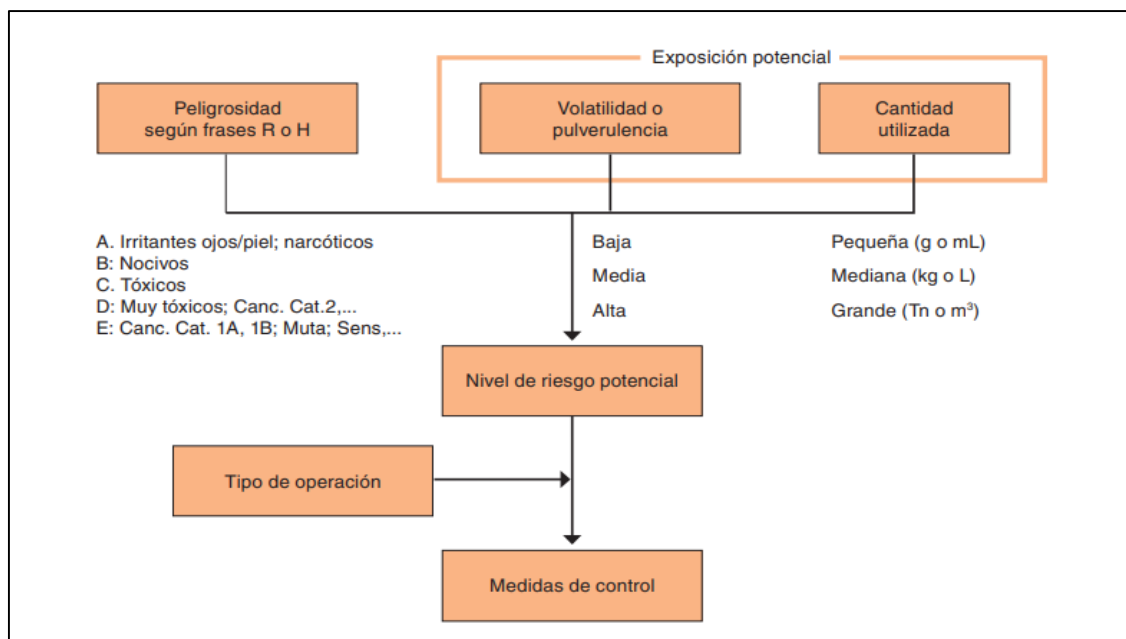 Exposición potencial
Peligrosidad
según frases R o H
Volatilidad o
pulverulencia
Cantidad
utilizada
A. Irritantes ojos/piel; narcóticos
B: Nocivos
C. Tóxicos
D: Muy tóxicos; Canc. Cat.2,...
E: Canc. Cat. 1A, 1B; Muta; Sens,...
Baja
Media
Alta
Pequeña (g o mL)
Mediana (kg o L)
Grande (Tn o m³)
Nivel de riesgo potencial
Tipo de operación
Medidas de control